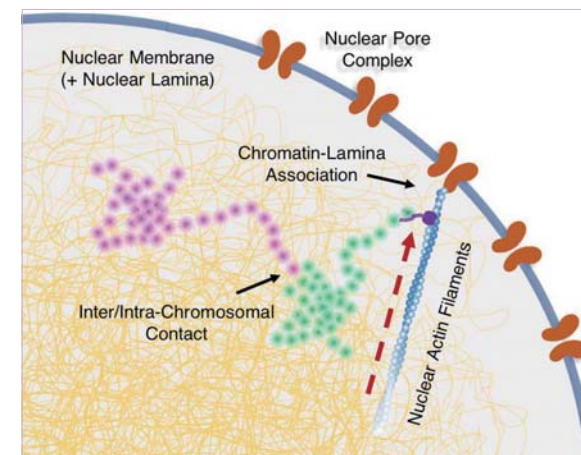 Nuclear Pore
Complex
Nuclear Membrane
(+ Nuclear Lamina)
Chromatin-Lamina
Association
Inter/Intra-Chromosomal
Contact
Nuclear Actin Filaments